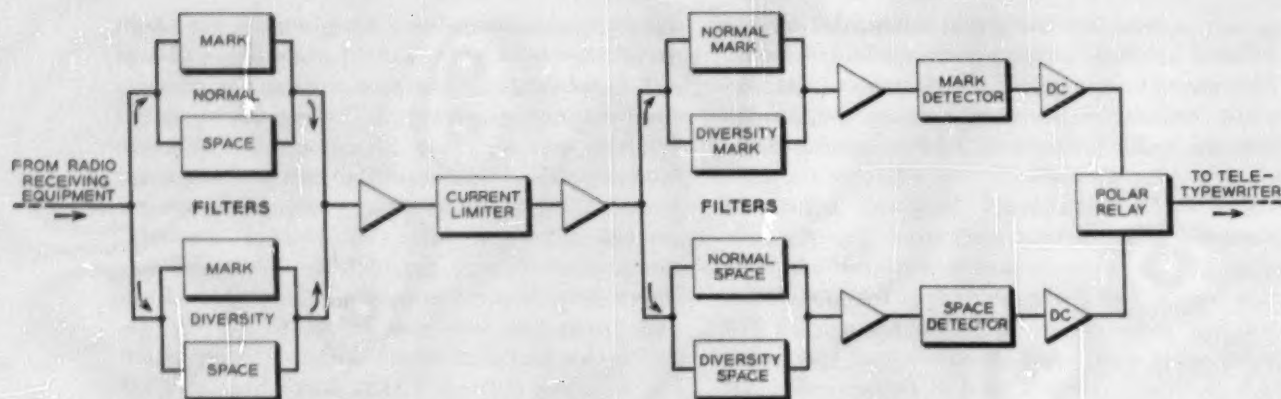 MARK
NORMAL
SPACE
FROM RADIO
RECEIVING
EQUIPMENT
FILTERS
MARK
DIVERSITY
SPACE
CURRENT
LIMITER
NORMAL
MARK
DIVERSITY
MARK
FILTERS
NORMAL
SPACE
DIVERSITY
SPACE
MARK
DETECTOR
DC
SPACE
DETECTOR
DC
POLAR
RELAY
TO TELE-
TYPEWRITER